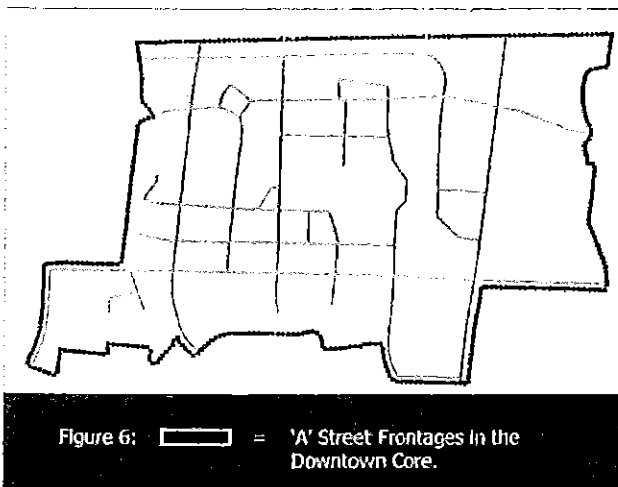 Figure 6: = 'A' Street Frontages in the
Downtown Core.